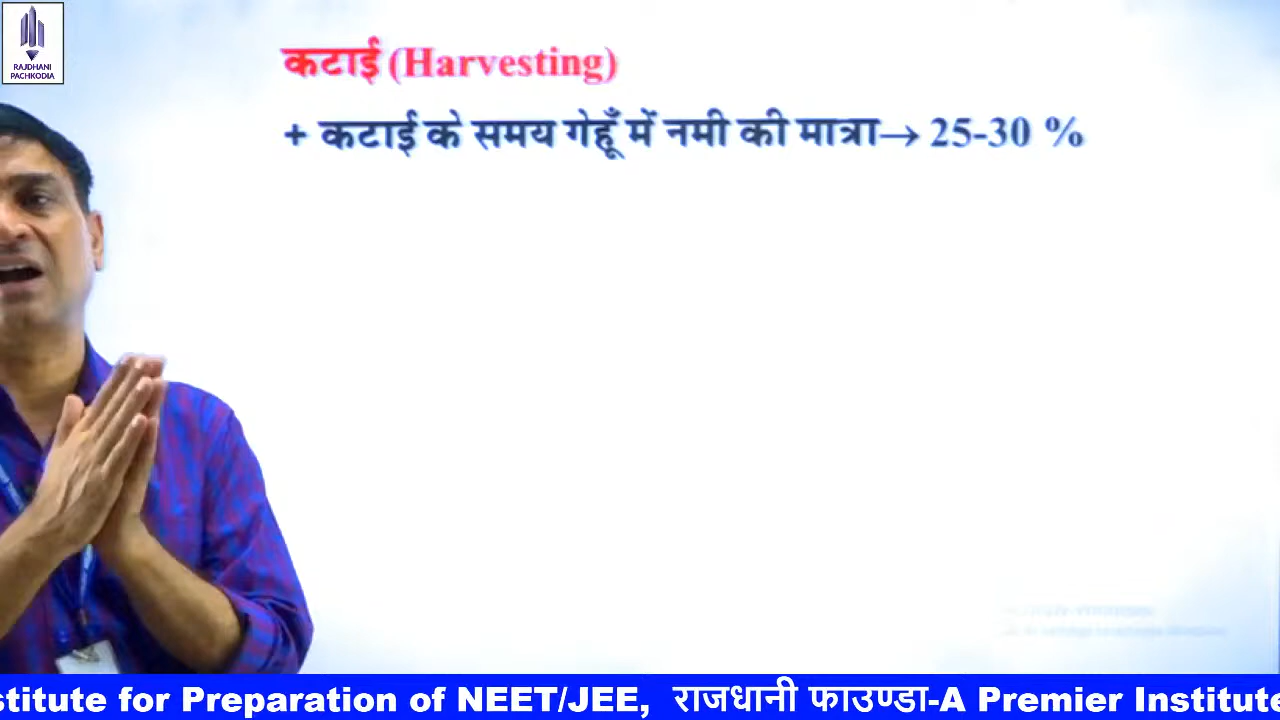 RAJDHANI
PACHKODIA
कटाई (Harvesting)
+ कटाई के समय गेहूँ में नमी की मात्रा→ 25-30 %
stitute for Preparation of NEET/JEE, राजधानी फाउण्डा-A Premier Institute